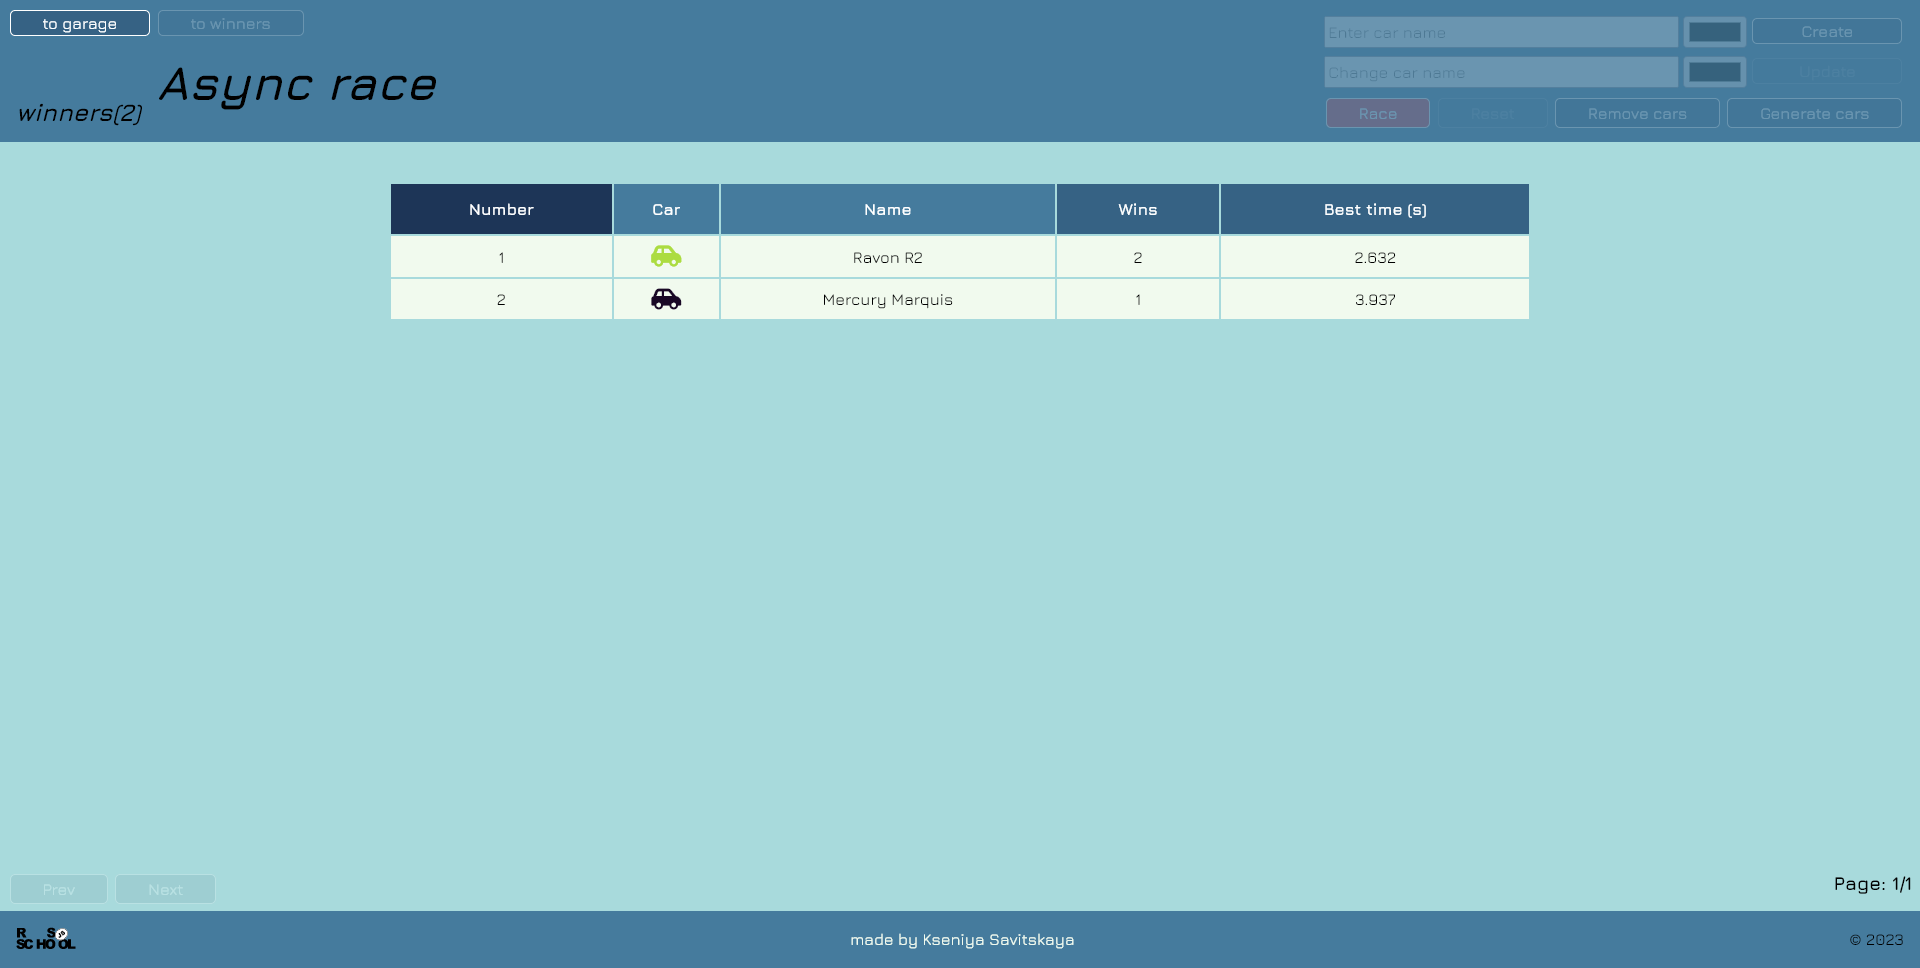 to garage to winners
Enter car name Create
Change car name Update
winners(2) Async race
Race Reset Remove cars Generate cars
Number Car Name Wins Best time (s)
1 Ravon R2 2 2.632
2 Mercury Marquis 1 3.937
Prev Next Page: 1/1
RS SCHOOL made by Kseniya Savitskaya © 2023